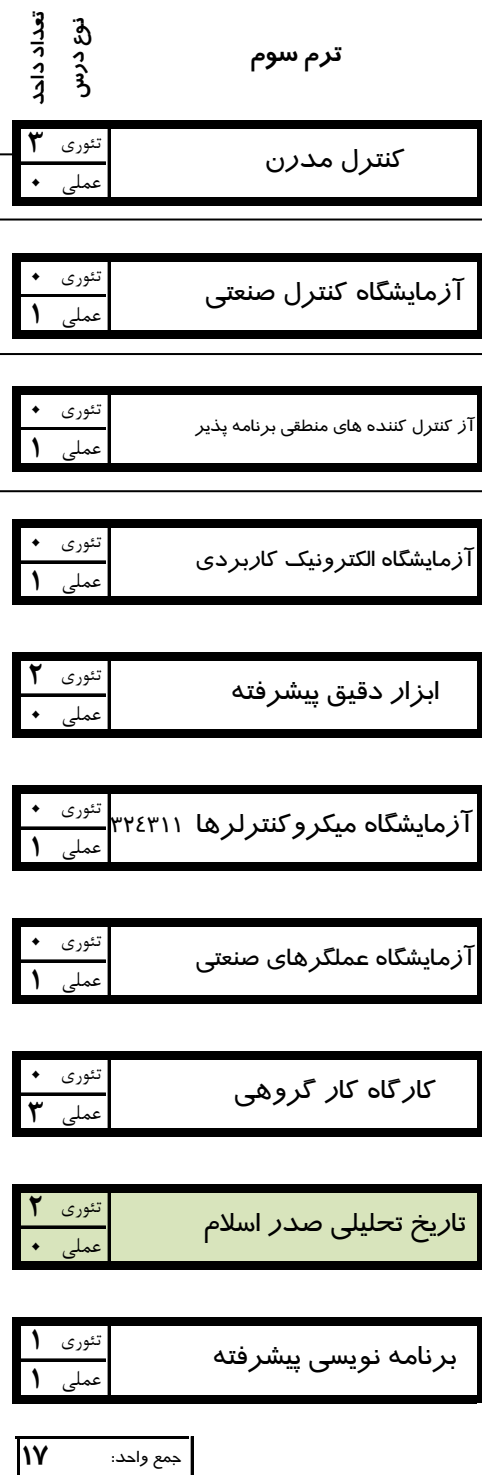 ترم سوم
نوع درس
تعداد داحد
کنترل مدرن
تئوری ۳
عملی ۰
آزمایشگاه کنترل صنعتی
تئوری ۰
عملی ۱
آز کنترل کننده های منطقی برنامه پذیر
تئوری ۰
عملی ۱
آزمایشگاه الکترونیک کاربردی
تئوری ۰
عملی ۱
ابزار دقیق پیشرفته
تئوری ۲
عملی ۰
آزمایشگاه میکروکنترلرها ۳۲٤۳۱۱
تئوری ۰
عملی ۱
آزمایشگاه عملگرهای صنعتی
تئوری ۰
عملی ۱
کارگاه کار گروهی
تئوری ۰
عملی ۳
تاریخ تحلیلی صدر اسلام
تئوری ۲
عملی ۰
برنامه نویسی پیشرفته
تئوری ۱
عملی ۱
جمع واحد: ۱۷